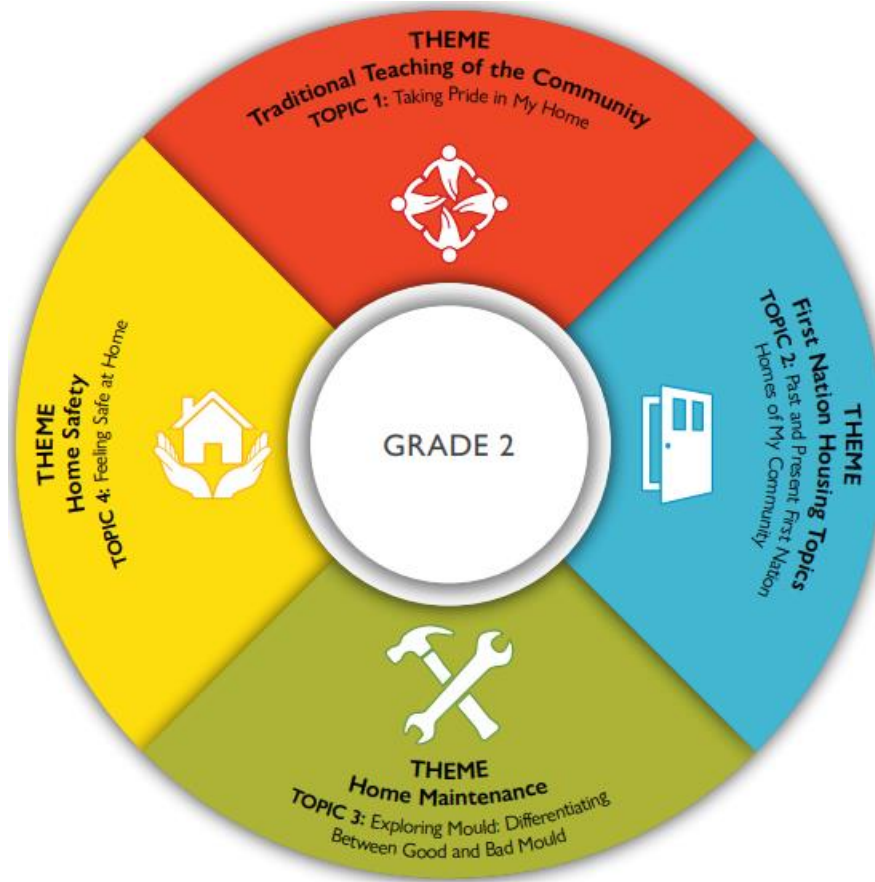 THEME
Traditional Teaching of the Community
TOPIC 1: Taking Pride in My Home
THEME
First Nation Housing Topics
TOPIC 2: Past and Present First Nation
Homes of My Community
THEME
Home Maintenance
TOPIC 3: Exploring Mould: Differentiating
Between Good and Bad Mould
THEME
Home Safety
TOPIC 4: Feeling Safe at Home
GRADE 2